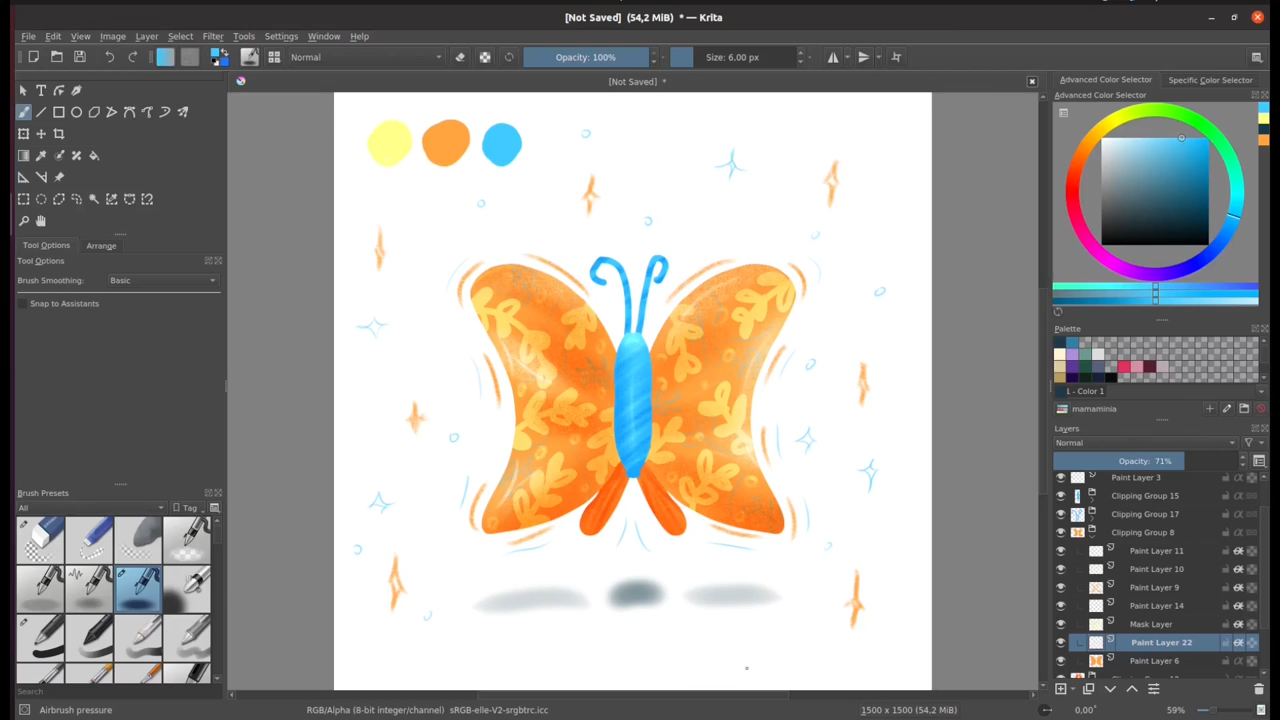 [Not Saved] (54,2 MiB) * — Krita
File Edit View Image Layer Select Filter Tools Settings Window Help
Normal
Opacity: 100%
Size: 6.00 px
[Not Saved] *
Advanced Color Selector
Specific Color Selector
Advanced Color Selector
Tool Options
Arrange
Tool Options
Brush Smoothing:
Basic
Snap to Assistants
Palette
1 - Color 1
mamaminia
Layers
Normal
Opacity: 71%
Paint Layer 3
Clipping Group 15
Clipping Group 17
Clipping Group 8
Paint Layer 11
Paint Layer 10
Paint Layer 9
Paint Layer 14
Mask Layer
Paint Layer 22
Paint Layer 6
Brush Presets
All
Tag
Search
Airbrush pressure
RGB/Alpha (8-bit integer/channel) sRGB-elle-V2-srgbtrc.icc
1500 x 1500 (54,2 MiB)
0,00°
59%